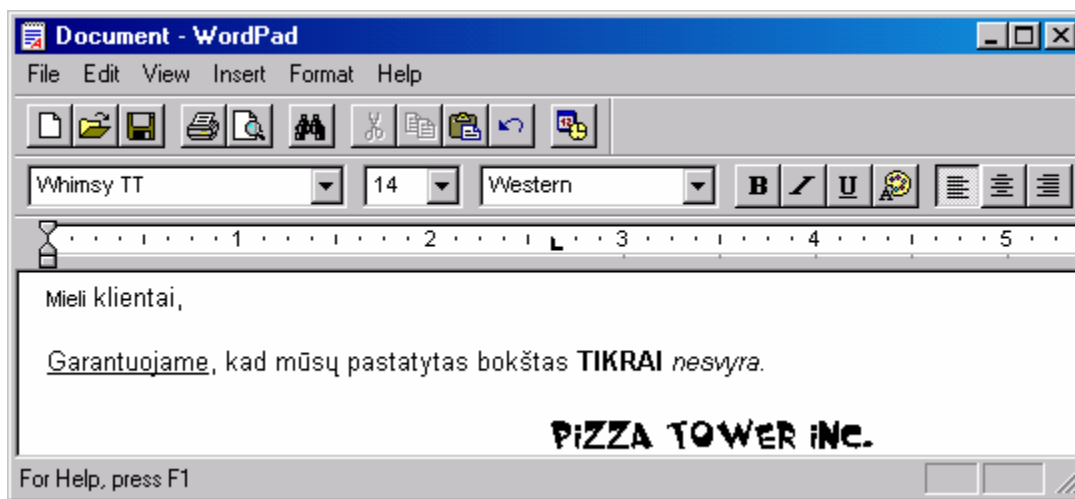 Document - WordPad
File Edit View Insert Format Help
Whimsy TT 14 Western B I U
1 2 3 4 5
Mieli klientai,
Garantuojame, kad mūsų pastatytas bokštas TIKRAI nesvyra.
PiZZA TOWER iNC.
For Help, press F1